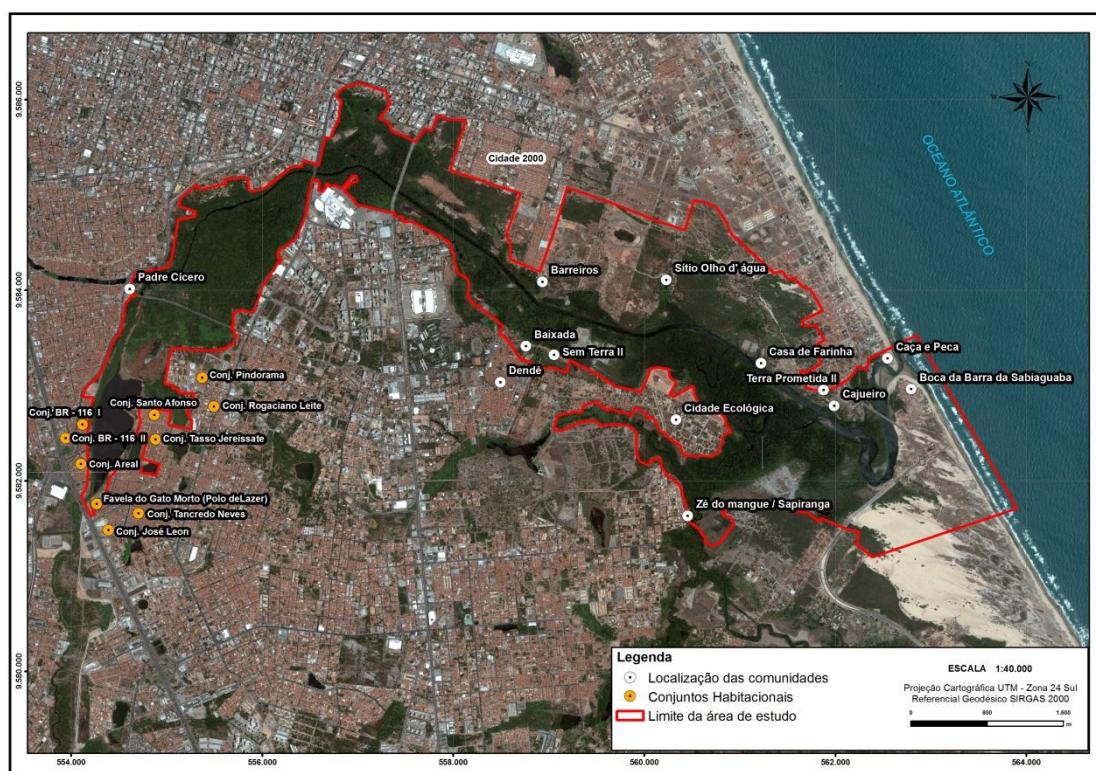 N
OCEANO ATLÂNTICO
Cidade 2000
Padre Cícero
Barreiros
Sítio Olho d' água
Baixada
Sem Terra II
Dendê
Casa de Farinha
Caça e Peca
Terra Prometida II
Boca da Barra da Sabiaguaba
Cajueiro
Cidade Ecológica
Conj. Pindorama
Conj. Rogaciano Leite
Conj. Santo Afonso
Conj. BR - 116 I
Conj. BR - 116 II
Conj. Tasso Jereissate
Conj. Areal
Favela do Gato Morto (Polo deLazer)
Conj. Tancredo Neves
Conj. José Leon
Zé do mangue / Sapiranga
9.586.000
9.584.000
9.582.000
9.580.000
554.000
556.000
558.000
560.000
562.000
564.000
Legenda
Localização das comunidades
Conjuntos Habitacionais
Limite da área de estudo
ESCALA 1:40.000
Projeção Cartográfica UTM - Zona 24 Sul
Referencial Geodésico SIRGAS 2000
0 800 1.600
m